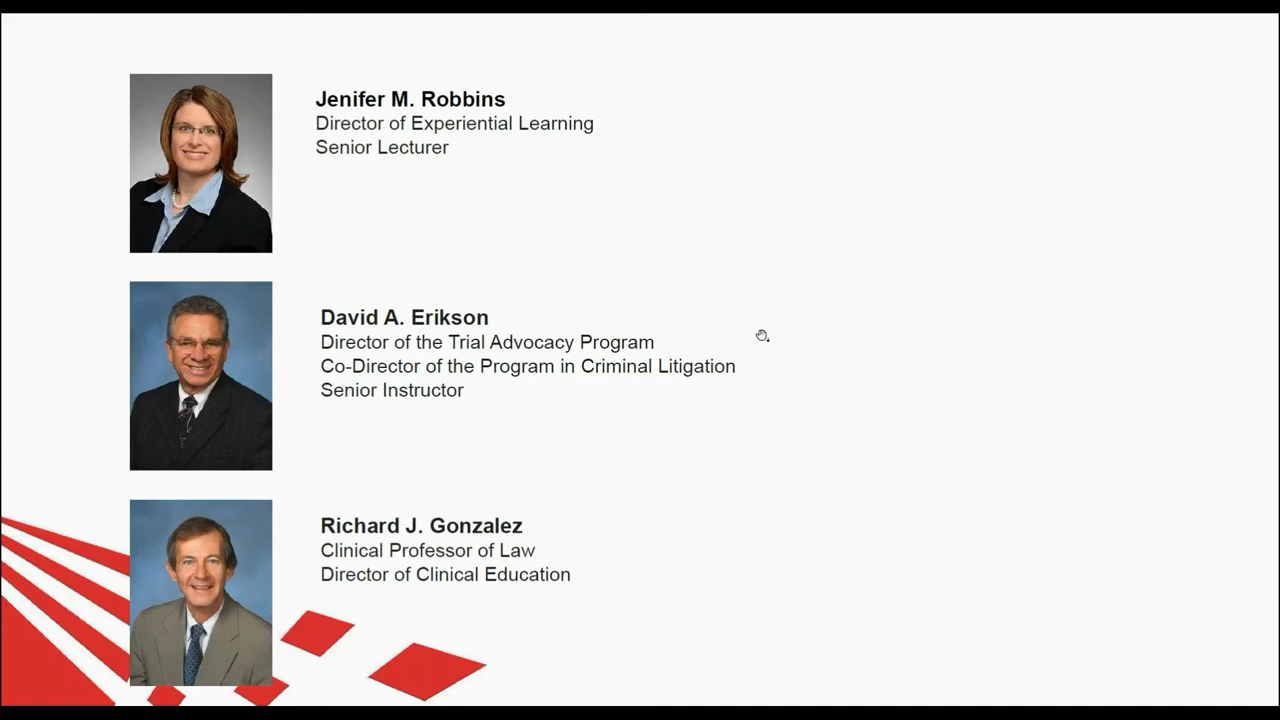 Jenifer M. Robbins
Director of Experiential Learning
Senior Lecturer
David A. Erikson
Director of the Trial Advocacy Program
Co-Director of the Program in Criminal Litigation
Senior Instructor
Richard J. Gonzalez
Clinical Professor of Law
Director of Clinical Education